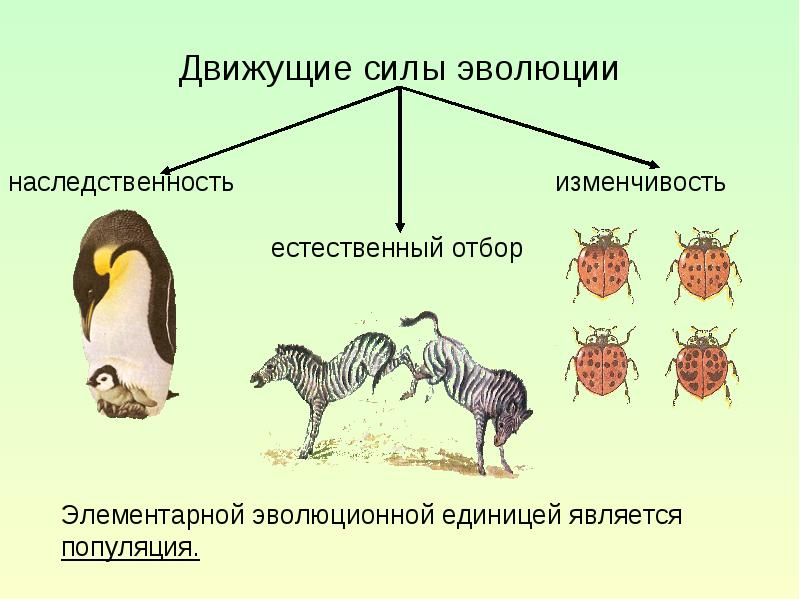 Движущие силы эволюции
наследственность
изменчивость
естественный отбор
Элементарной эволюционной единицей является
популяция.